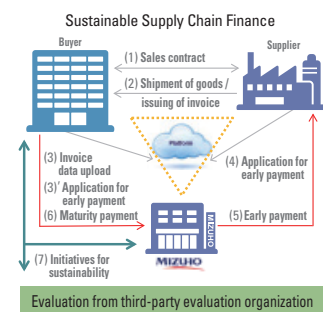 Sustainable Supply Chain Finance
Buyer
Supplier
(1) Sales contract
(2) Shipment of goods /
issuing of invoice
Platform
(3) Invoice
data upload
(3)' Application for
early payment
(6) Maturity payment
(4) Application for
early payment
(5) Early payment
MIZUHO
MIZUHO
(7) Initiatives for
sustainability
Evaluation from third-party evaluation organization